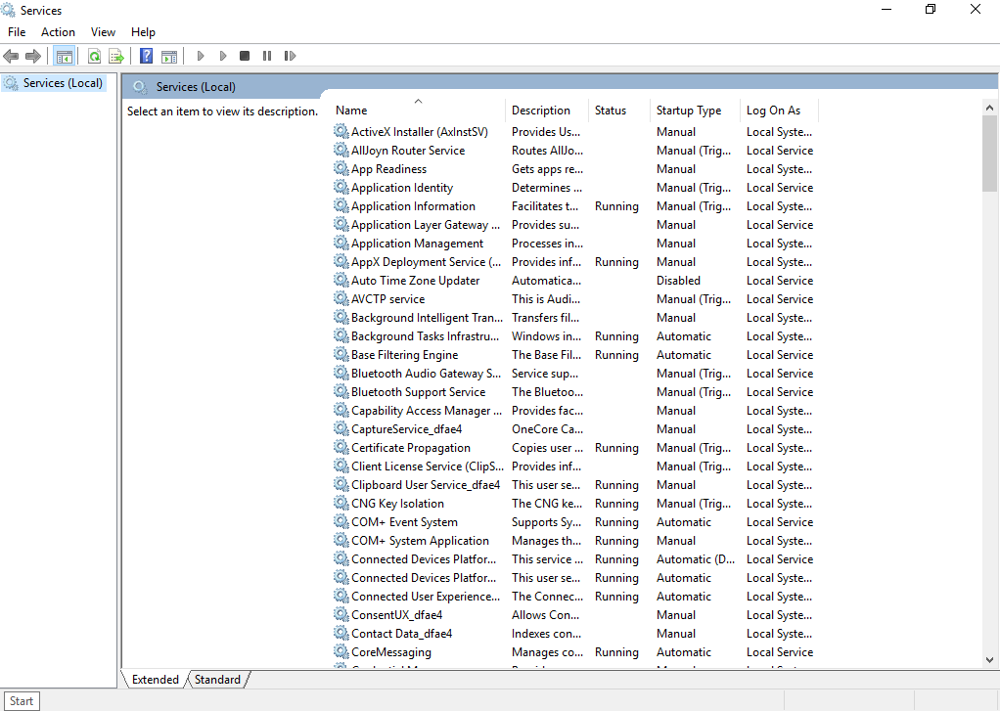 Services
File Action View Help
Services (Local)
Services (Local)
Select an item to view its description.
Name Description Status Startup Type Log On As
ActiveX Installer (AxInstSV) Provides Us... Manual Local Syste...
AllJoyn Router Service Routes AllJo... Manual (Trig... Local Service
App Readiness Gets apps re... Manual Local Syste...
Application Identity Determines ... Manual (Trig... Local Service
Application Information Facilitates t... Running Manual (Trig... Local Syste...
Application Layer Gateway ... Provides su... Manual Local Service
Application Management Processes in... Manual Local Syste...
AppX Deployment Service (... Provides inf... Running Manual Local Syste...
Auto Time Zone Updater Automatica... Disabled Local Service
AVCTP service This is Audi... Manual (Trig... Local Service
Background Intelligent Tran... Transfers fil... Manual Local Syste...
Background Tasks Infrastru... Windows in... Running Automatic Local Syste...
Base Filtering Engine The Base Fil... Running Automatic Local Service
Bluetooth Audio Gateway S... Service sup... Manual (Trig... Local Service
Bluetooth Support Service The Bluetoo... Manual (Trig... Local Service
Capability Access Manager ... Provides fac... Manual Local Syste...
CaptureService_dfae4 OneCore Ca... Manual Local Syste...
Certificate Propagation Copies user ... Running Manual (Trig... Local Syste...
Client License Service (ClipS... Provides inf... Manual (Trig... Local Syste...
Clipboard User Service_dfae4 This user se... Running Manual Local Syste...
CNG Key Isolation The CNG ke... Running Manual (Trig... Local Syste...
COM+ Event System Supports Sy... Running Automatic Local Service
COM+ System Application Manages th... Running Manual Local Syste...
Connected Devices Platfor... This service ... Running Automatic (D... Local Service
Connected Devices Platfor... This user se... Running Automatic Local Syste...
Connected User Experience... The Connec... Running Automatic Local Syste...
ConsentUX_dfae4 Allows Con... Manual Local Syste...
Contact Data_dfae4 Indexes con... Manual Local Syste...
CoreMessaging Manages co... Running Automatic Local Service
Extended Standard
Start